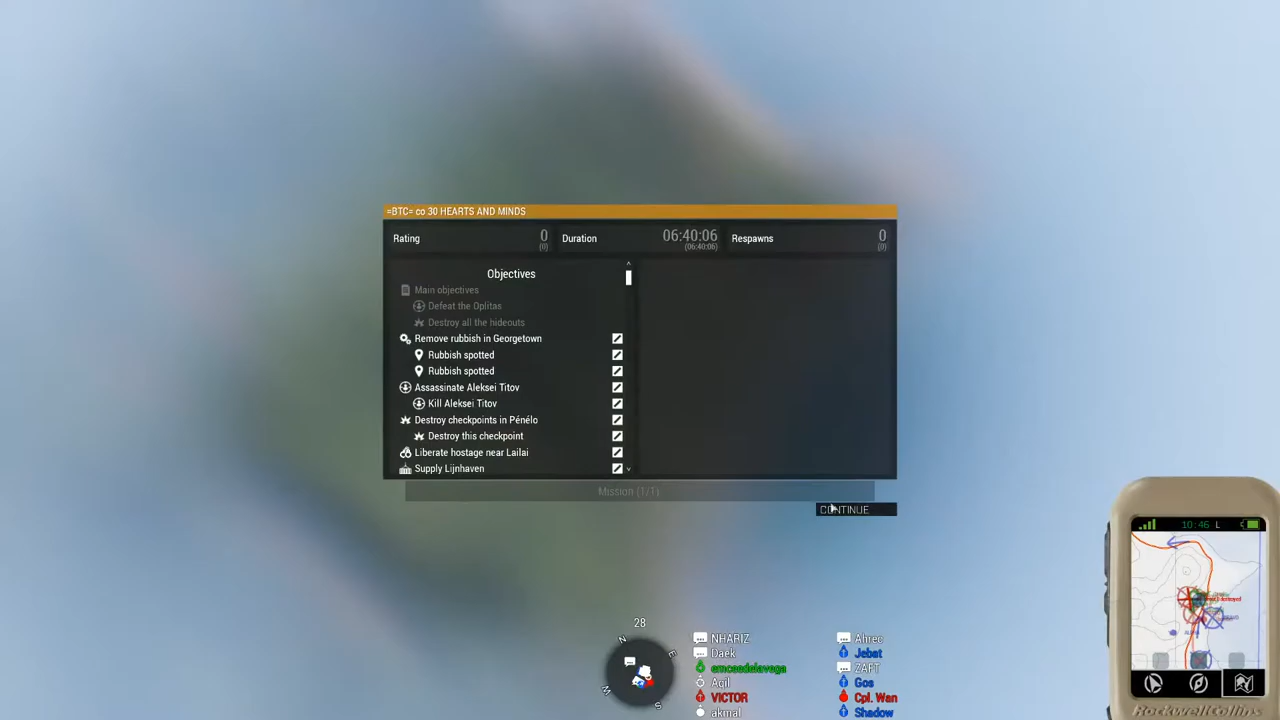 =BTC= co 30 HEARTS AND MINDS
Rating 0 (0) Duration 06:40:06 (06:40:06) Respawns 0 (0)
Objectives
Main objectives
Defeat the Oplitas
Destroy all the hideouts
Remove rubbish in Georgetown
Rubbish spotted
Rubbish spotted
Assassinate Aleksei Titov
Kill Aleksei Titov
Destroy checkpoints in Pénélo
Destroy this checkpoint
Liberate hostage near Lailai
Supply Lijnhaven
Mission (1/1)
CONTINUE
28
N
E
S
W
NHARIZ
Daek
Aqil
VICTOR
akmal
Ahrec
Jebat
ZAFT
Gos
Cpl. Wan
Shadow
10:46 L
RockwellCollins